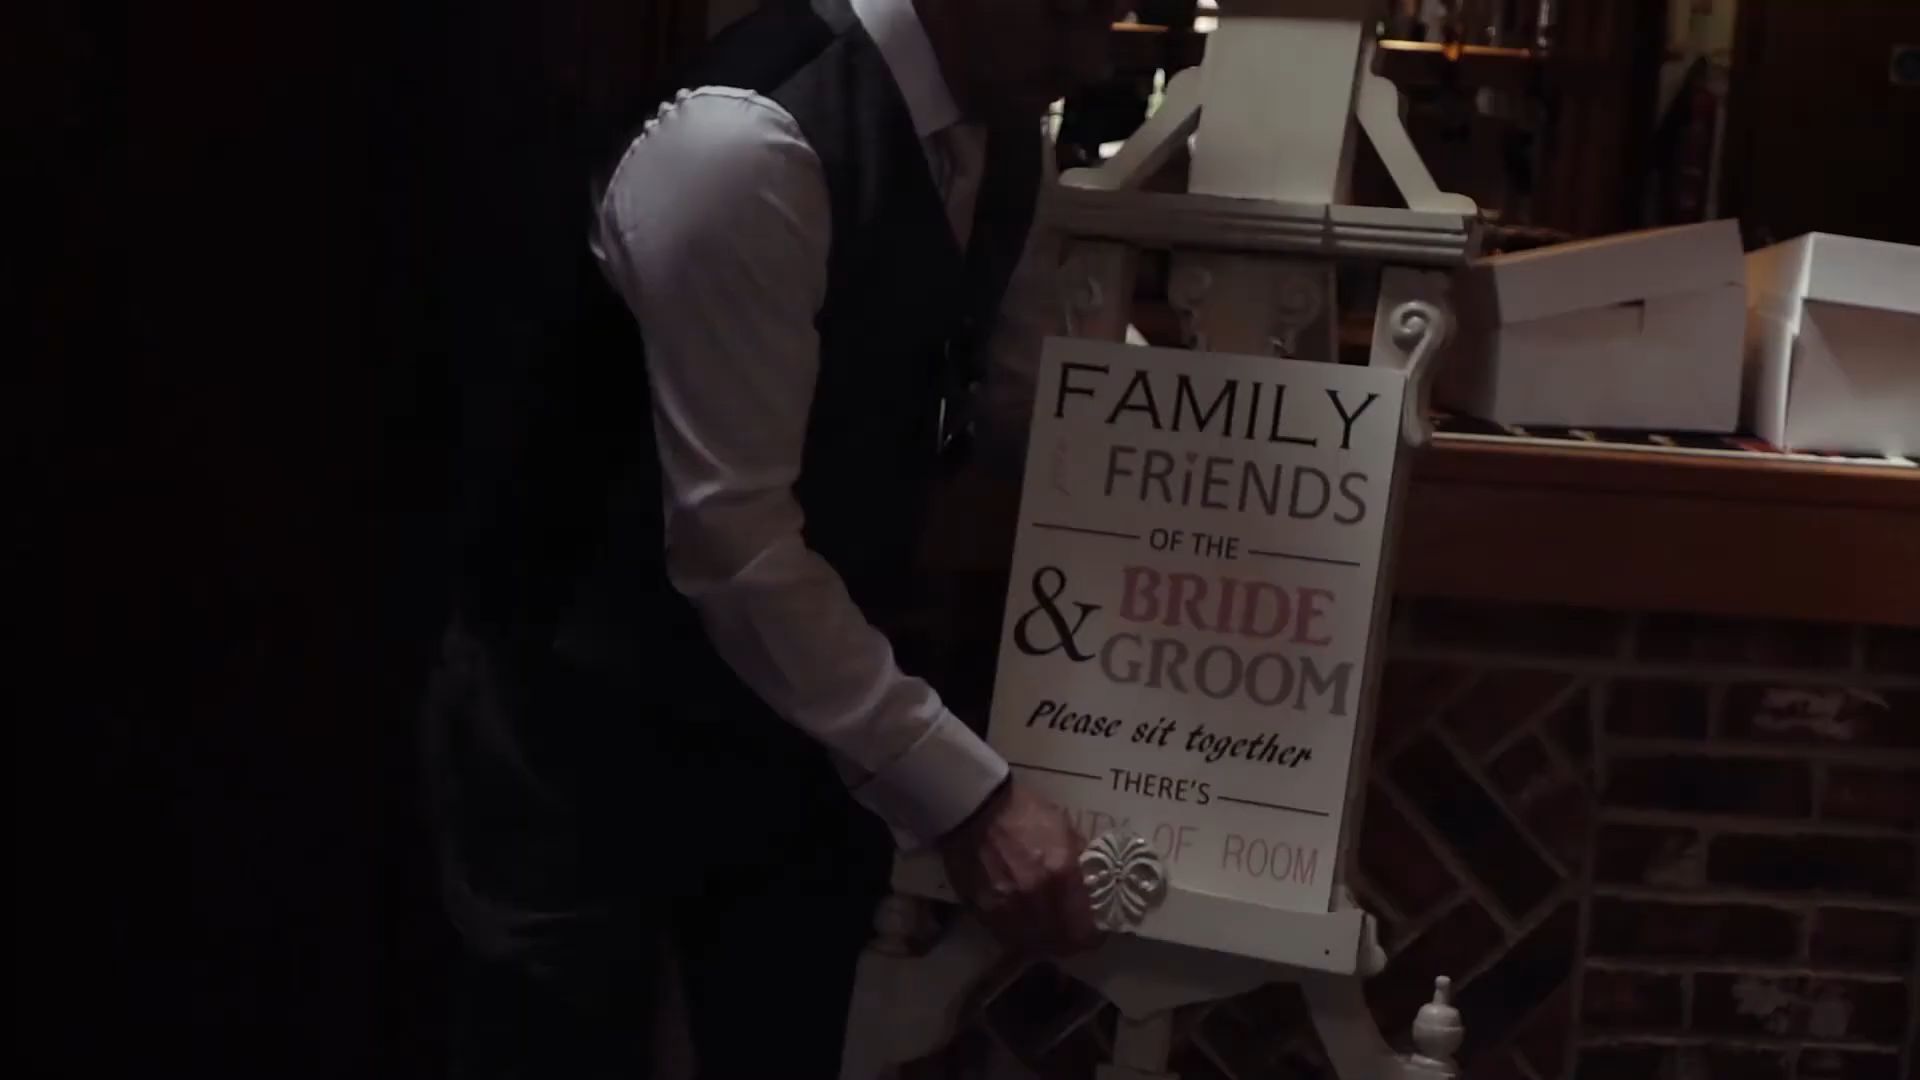 FAMILY
& FRiENDS
OF THE
& BRIDE
GROOM
Please sit together
THERE'S
OF ROOM